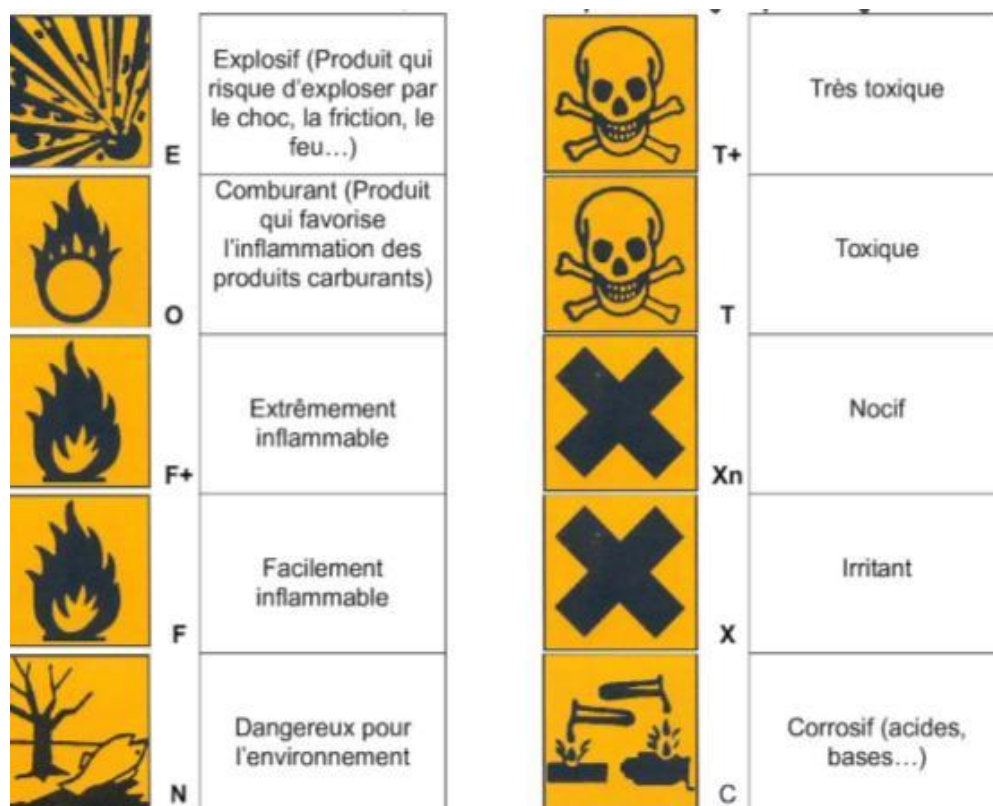 Explosif (Produit qui
risque d'exploser par
le choc, la friction, le
feu…)
E
Comburant (Produit
qui favorise
l'inflammation des
produits carburants)
O
Extrêmement
inflammable
F+
Facilement
inflammable
F
Dangereux pour
l'environnement
N
Très toxique
T+
Toxique
T
Nocif
Xn
Irritant
X
Corrosif (acides,
bases…)
C